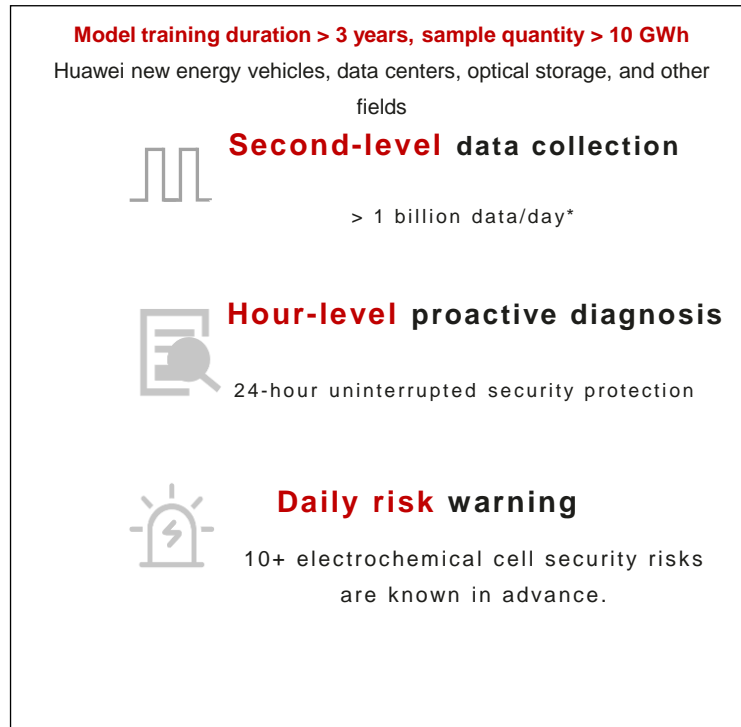 Model training duration > 3 years, sample quantity > 10 GWh
Huawei new energy vehicles, data centers, optical storage, and other
fields
Second-level data collection
> 1 billion data/day*
Hour-level proactive diagnosis
24-hour uninterrupted security protection
Daily risk warning
10+ electrochemical cell security risks
are known in advance.